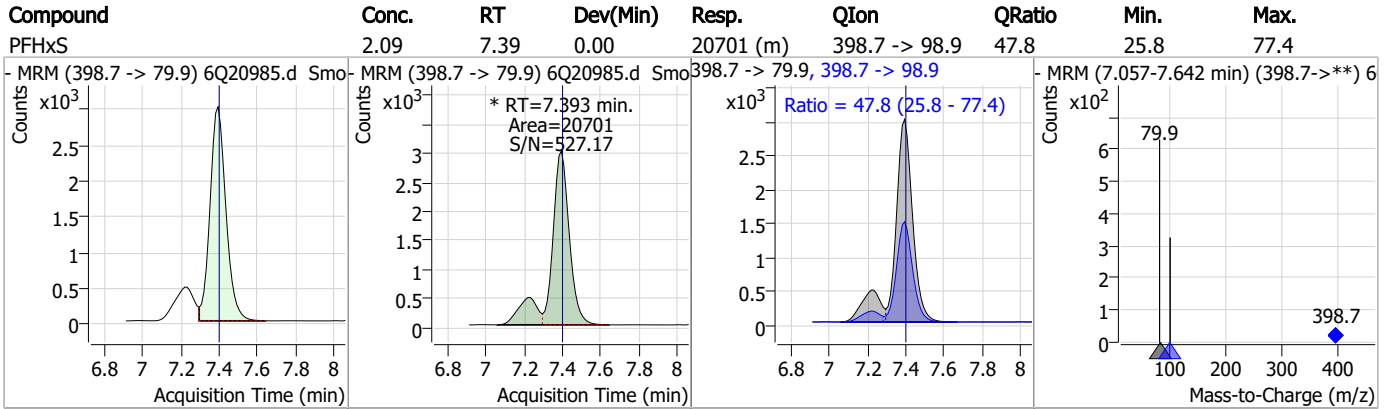 Compound Conc. RT Dev(Min) Resp. QIon QRatio Min. Max.
PFHxS 2.09 7.39 0.00 20701 (m) 398.7 -> 98.9 47.8 25.8 77.4
- MRM (398.7 -> 79.9) 6Q20985.d Smo
Counts
x10³
2.5
2
1.5
1
0.5
0
6.8 7 7.2 7.4 7.6 7.8 8
Acquisition Time (min)
- MRM (398.7 -> 79.9) 6Q20985.d Smo
Counts
x10³
* RT=7.393 min.
Area=20701
S/N=527.17
3
2.5
2
1.5
1
0.5
0
6.8 7 7.2 7.4 7.6 7.8 8
Acquisition Time (min)
398.7 -> 79.9, 398.7 -> 98.9
Counts
x10³
Ratio = 47.8 (25.8 - 77.4)
2.5
2
1.5
1
0.5
0
6.8 7 7.2 7.4 7.6 7.8 8
Acquisition Time (min)
- MRM (7.057-7.642 min) (398.7->**) 6
Counts
x10²
79.9
6
5
4
3
2
1
0
398.7
100 200 300 400
Mass-to-Charge (m/z)